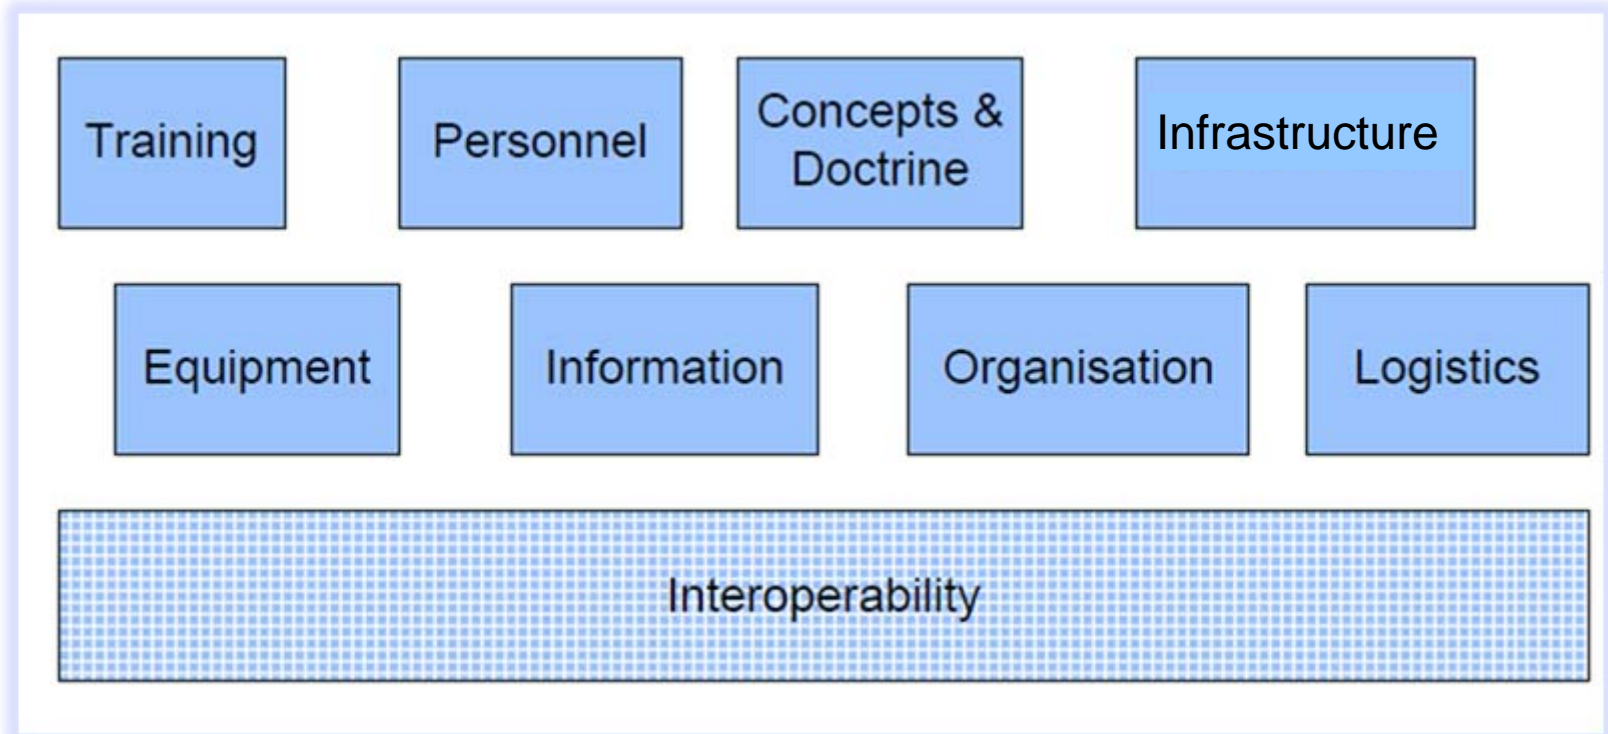 Training
Personnel
Concepts &
Doctrine
Infrastructure
Equipment
Information
Organisation
Logistics
Interoperability